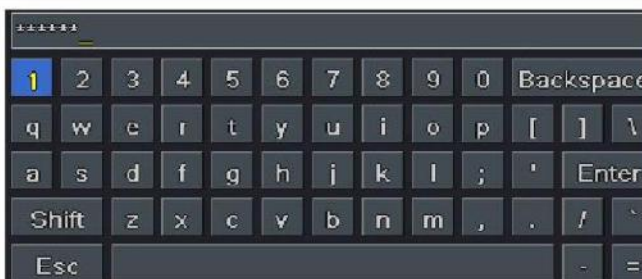 ******_
1 2 3 4 5 6 7 8 9 0 Backspace
q w e r t y u i o p [ ] \
a s d f g h j k l ; ' Enter
Shift z x c v b n m , . / `
Esc - =